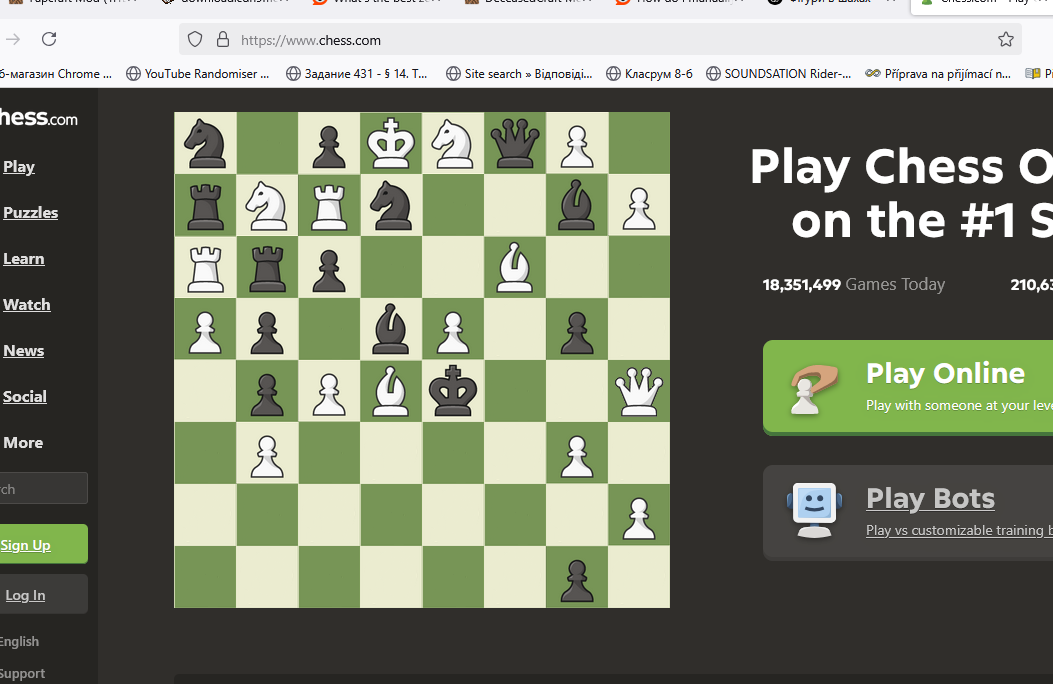 https://www.chess.com
б-магазин Chrome ...
YouTube Randomiser ...
Задание 431 - § 14. Т...
Site search » Відповіді...
Класрум 8-б
SOUNDSATION Rider-...
Příprava na přijímací n...
hess.com
Play
Puzzles
Learn
Watch
News
Social
More
rch
Sign Up
Log In
English
Support
Play Chess O
on the #1 S
18,351,499 Games Today
210,63
Play Online
Play with someone at your leve
Play Bots
Play vs customizable training b